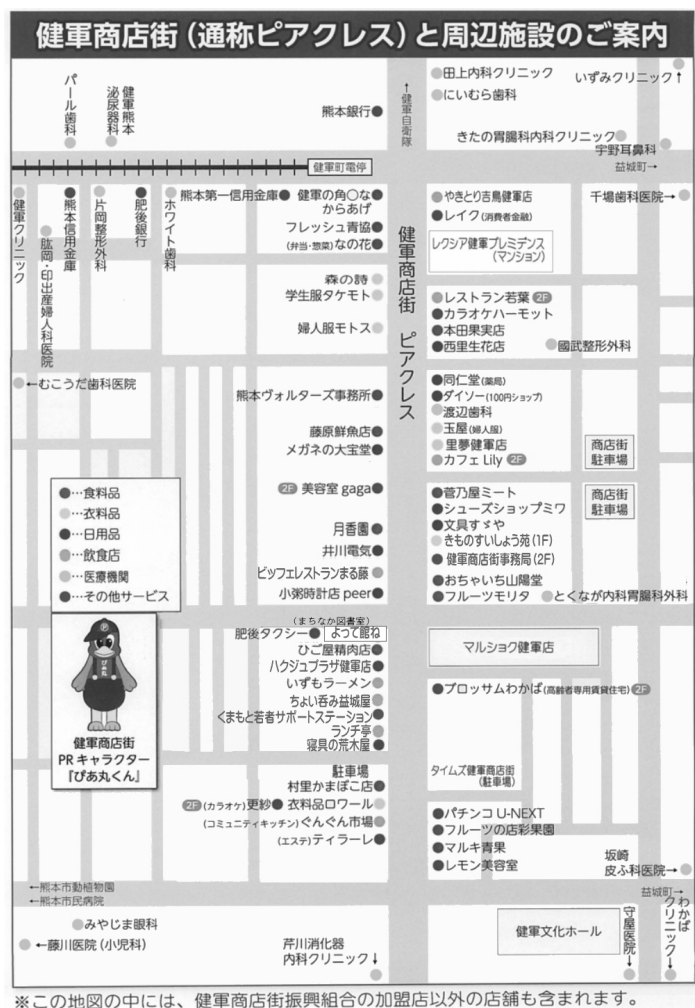 健軍商店街(通称ピアクレス)と周辺施設のご案内
パール歯科
健軍熊本
泌尿器科
熊本銀行
←健軍自衛隊
田上内科クリニック
いずみクリニック↑
にいむら歯科
きたの胃腸科内科クリニック
宇野耳鼻科
益城町→
健軍町電停
健軍クリニック
肱岡・印出産婦人科医院
熊本信用金庫
片岡整形外科
肥後銀行
ホワイト歯科
熊本第一信用金庫
健軍の角〇な
からあげ
フレッシュ青協
(弁当・惣菜)なの花
森の詩
学生服タケモト
婦人服モトス
健軍商店街 ピアクレス
やきとり吉鳥健軍店
千場歯科医院→
レイク(消費者金融)
レクシア健軍プレミデンス
(マンション)
レストラン若葉 2F
カラオケハーモット
本田果実店
西里生花店
國武整形外科
←むこうだ歯科医院
熊本ヴォルターズ事務所
藤原鮮魚店
メガネの大宝堂
2F 美容室 gaga
月香園
井川電気
ビッフェレストランまる藤
小粥時計店 peer
同仁堂(薬局)
ダイソー(100円ショップ)
渡辺歯科
玉屋(婦人服)
里夢健軍店
カフェ Lily 2F
商店街
駐車場
菅乃屋ミート
シューズショップミワ
文具すゞや
きものすいしょう苑(1F)
健軍商店街事務局(2F)
おちゃいち山陽堂
フルーツモリタ
とくなが内科胃腸科外科
商店街
駐車場
…食料品
…衣料品
…日用品
…飲食店
…医療機関
…その他サービス
ぴあ丸
健軍商店街
PRキャラクター
『ぴあ丸くん』
(まちなか図書室)
肥後タクシー
よって館ね
ひご屋精肉店
ハクジュプラザ健軍店
いずもラーメン
ちょい呑み益城屋
くまもと若者サポートステーション
ランチ亭
寝具の荒木屋
駐車場
村里かまぼこ店
2F (カラオケ)更紗
衣料品ロワール
(コミュニティキッチン)ぐんぐん市場
(エステ)ティラーレ
マルショク健軍店
ブロッサムわかば(高齢者専用賃貸住宅) 2F
タイムズ健軍商店街
(駐車場)
パチンコ U-NEXT
フルーツの店彩果園
マルキ青果
レモン美容室
坂崎
皮ふ科医院→
←熊本市動植物園
←熊本市民病院
益城町→
みやじま眼科
←藤川医院(小児科)
芹川消化器
内科クリニック↓
健軍文化ホール
守屋医院→
わかば
クリニック→
※この地図の中には、健軍商店街振興組合の加盟店以外の店舗も含まれます。